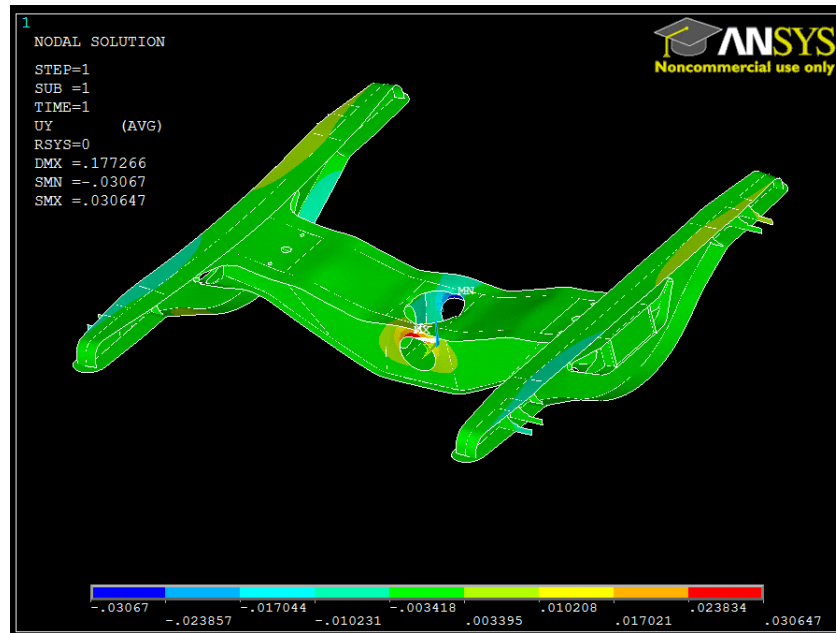 1
NODAL SOLUTION
STEP=1
SUB =1
TIME=1
UY (AVG)
RSYS=0
DMX =.177266
SMN =-.03067
SMX =.030647
ANSYS
Noncommercial use only
MN
MX
-.03067 -.017044 -.003418 .010208 .023834
-.023857 -.010231 .003395 .017021 .030647